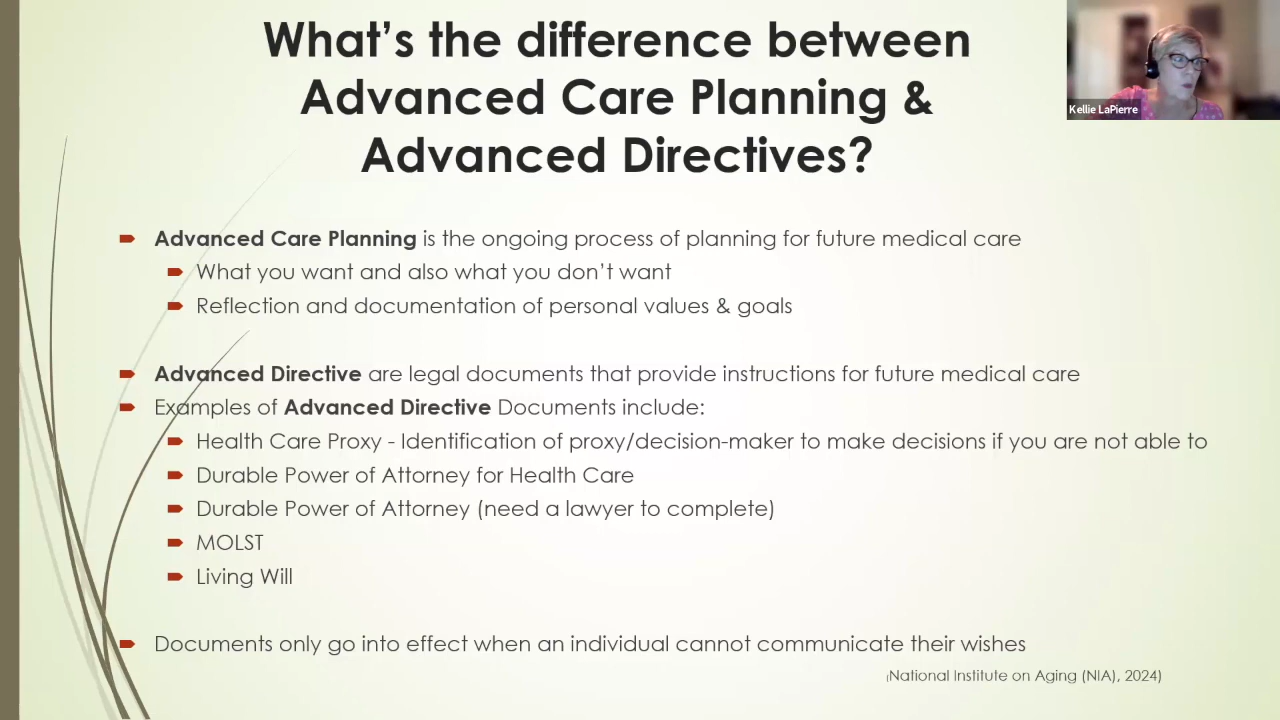 What's the difference between
Advanced Care Planning &
Advanced Directives?
Kellie LaPierre
Advanced Care Planning is the ongoing process of planning for future medical care
What you want and also what you don't want
Reflection and documentation of personal values & goals
Advanced Directive are legal documents that provide instructions for future medical care
Examples of Advanced Directive Documents include:
Health Care Proxy - Identification of proxy/decision-maker to make decisions if you are not able to
Durable Power of Attorney for Health Care
Durable Power of Attorney (need a lawyer to complete)
MOLST
Living Will
Documents only go into effect when an individual cannot communicate their wishes
(National Institute on Aging (NIA), 2024)